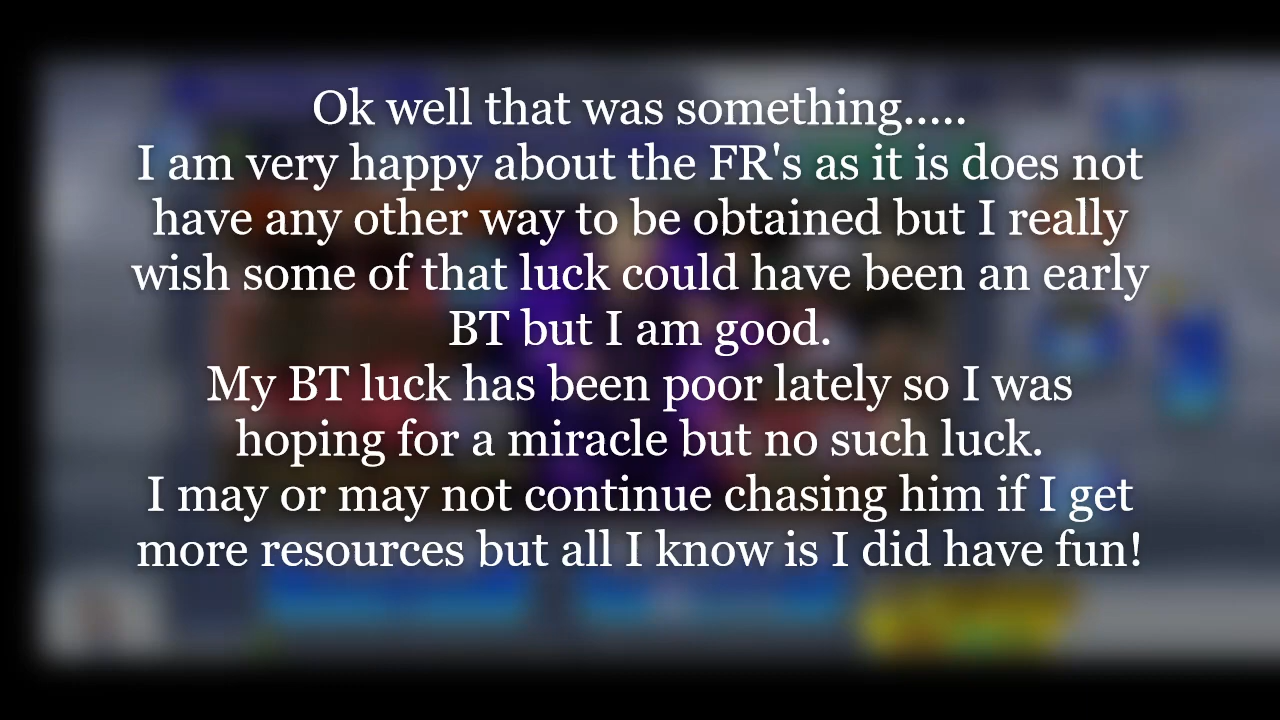 Ok well that was something.....
I am very happy about the FR's as it is does not
have any other way to be obtained but I really
wish some of that luck could have been an early
BT but I am good.
My BT luck has been poor lately so I was
hoping for a miracle but no such luck.
I may or may not continue chasing him if I get
more resources but all I know is I did have fun!